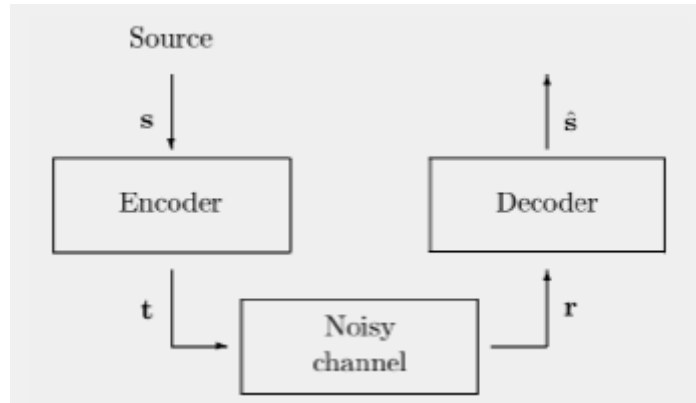 Source
s
ŝ
Encoder
Decoder
t
r
Noisy
channel